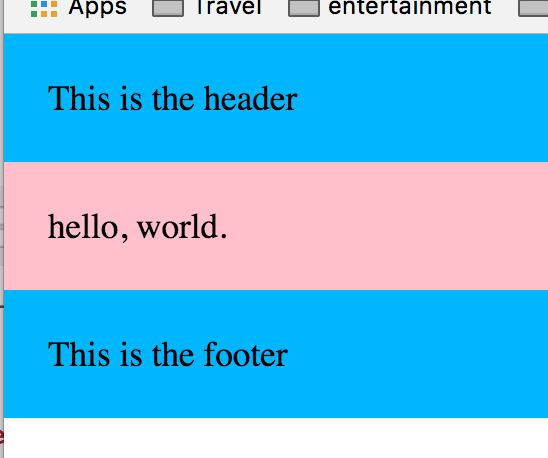 Apps Travel entertainment
This is the header
hello, world.
This is the footer